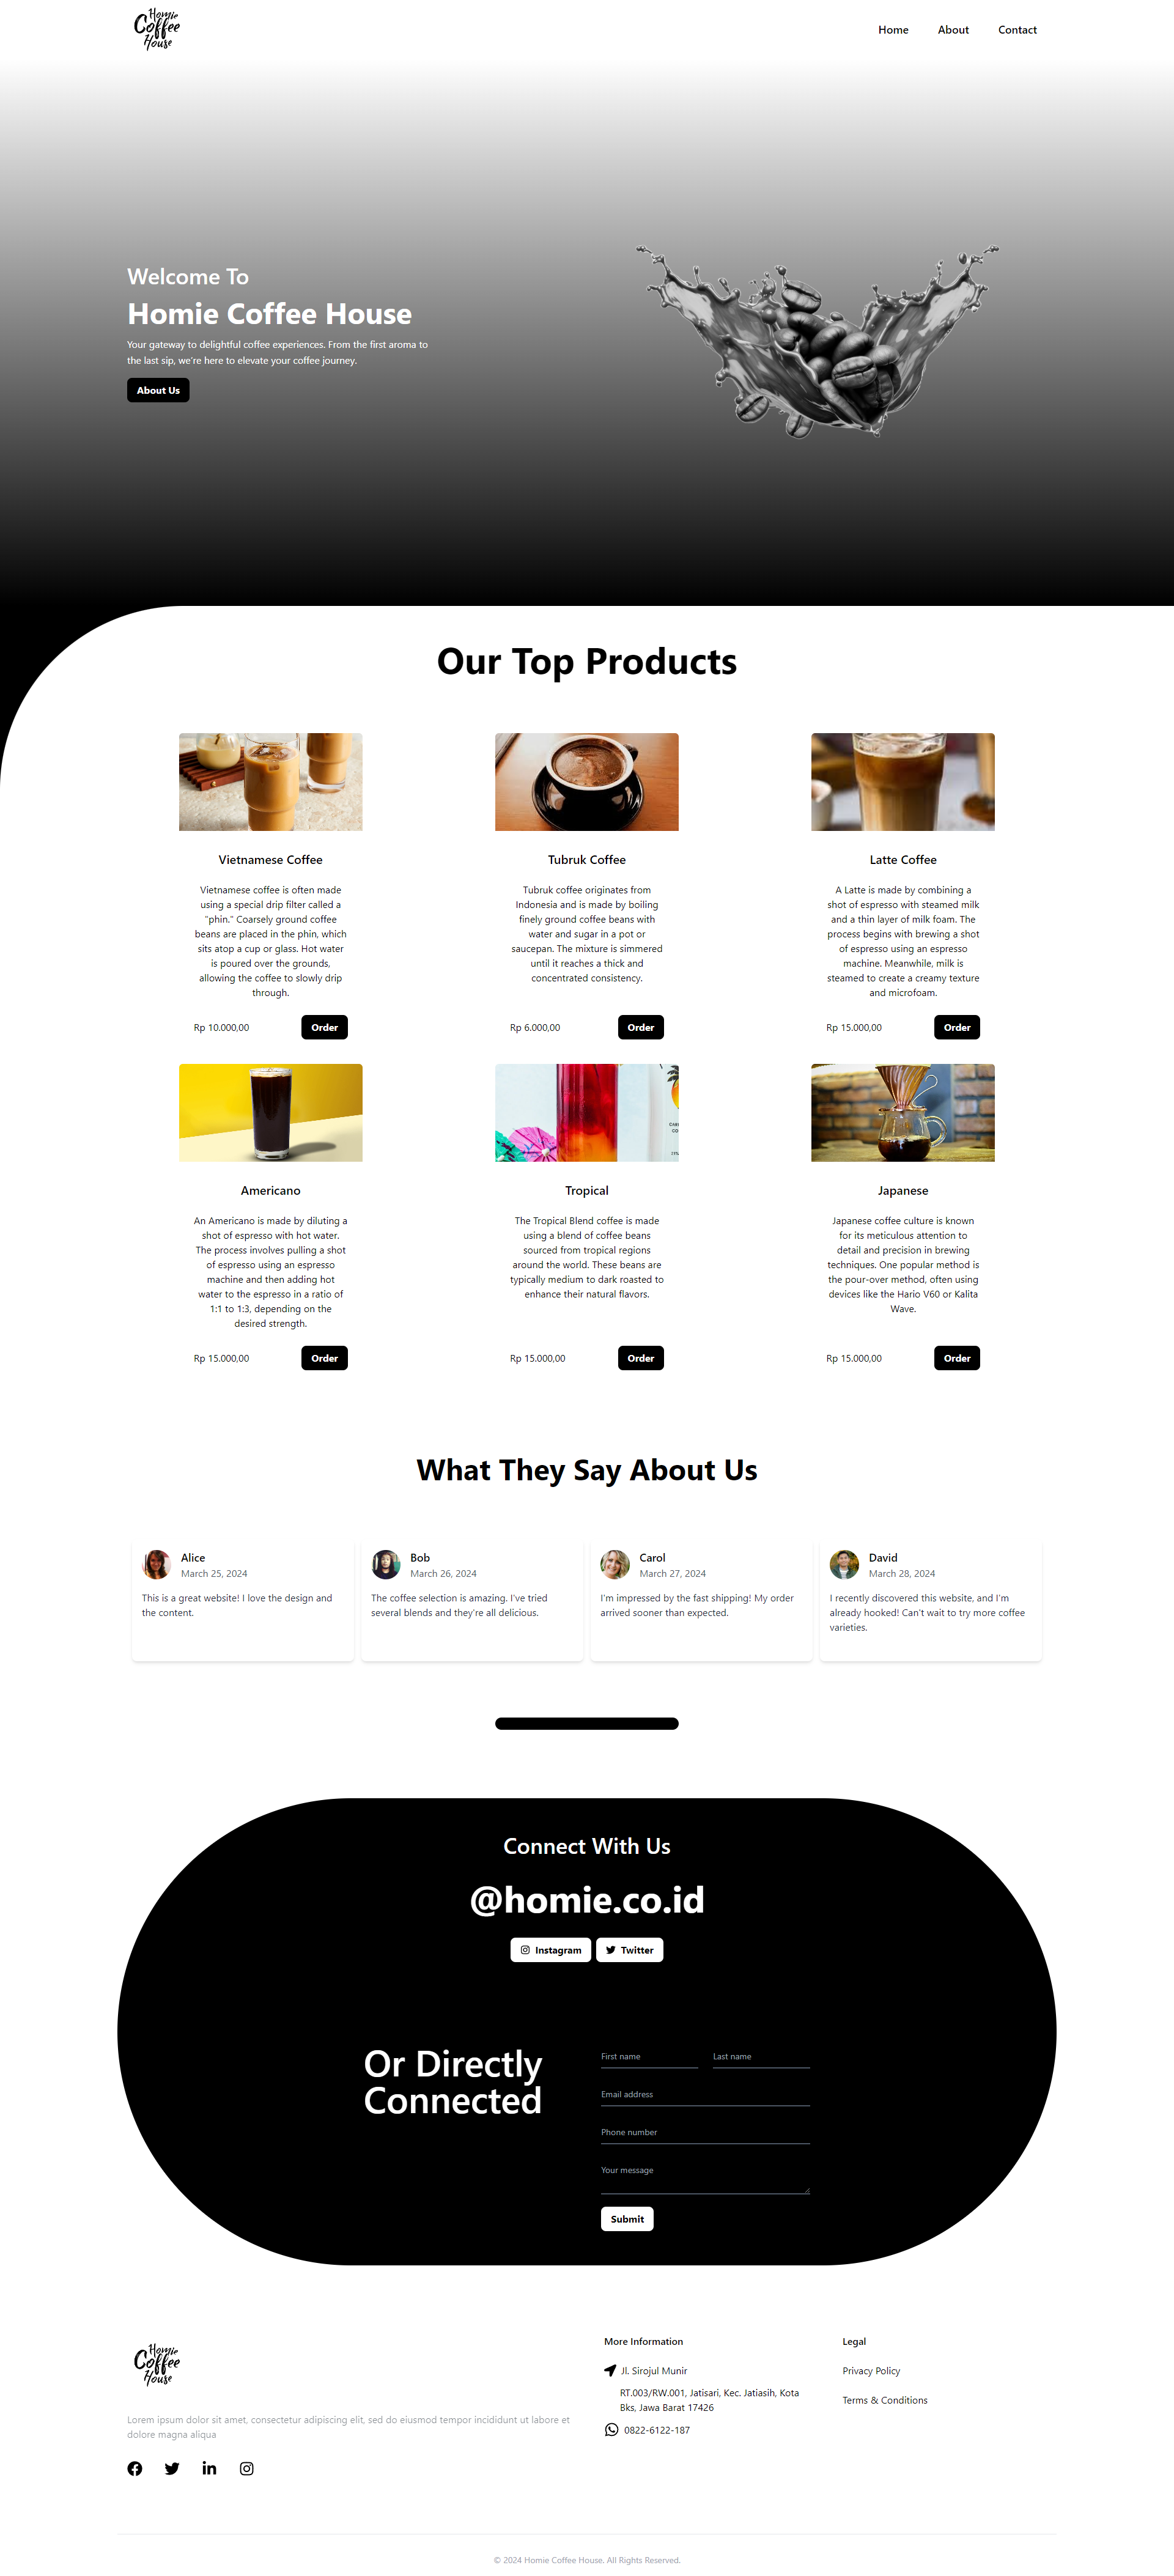 Homie
Coffee
House
Home About Contact
Welcome To
Homie Coffee House
Your gateway to delightful coffee experiences. From the first aroma to
the last sip, we're here to elevate your coffee journey.
About Us
Our Top Products
Vietnamese Coffee
Vietnamese coffee is often made
using a special drip filter called a
"phin." Coarsely ground coffee
beans are placed in the phin, which
sits atop a cup or glass. Hot water
is poured over the grounds,
allowing the coffee to slowly drip
through.
Rp 10.000,00 Order
Tubruk Coffee
Tubruk coffee originates from
Indonesia and is made by boiling
finely ground coffee beans with
water and sugar in a pot or
saucepan. The mixture is simmered
until it reaches a thick and
concentrated consistency.
Rp 6.000,00 Order
Latte Coffee
A Latte is made by combining a
shot of espresso with steamed milk
and a thin layer of milk foam. The
process begins with brewing a shot
of espresso using an espresso
machine. Meanwhile, milk is
steamed to create a creamy texture
and microfoam.
Rp 15.000,00 Order
Americano
An Americano is made by diluting a
shot of espresso with hot water.
The process involves pulling a shot
of espresso using an espresso
machine and then adding hot
water to the espresso in a ratio of
1:1 to 1:3, depending on the
desired strength.
Rp 15.000,00 Order
Tropical
The Tropical Blend coffee is made
using a blend of coffee beans
sourced from tropical regions
around the world. These beans are
typically medium to dark roasted to
enhance their natural flavors.
Rp 15.000,00 Order
Japanese
Japanese coffee culture is known
for its meticulous attention to
detail and precision in brewing
techniques. One popular method is
the pour-over method, often using
devices like the Hario V60 or Kalita
Wave.
Rp 15.000,00 Order
What They Say About Us
Alice
March 25, 2024
This is a great website! I love the design and
the content.
Bob
March 26, 2024
The coffee selection is amazing. I've tried
several blends and they're all delicious.
Carol
March 27, 2024
I'm impressed by the fast shipping! My order
arrived sooner than expected.
David
March 28, 2024
I recently discovered this website, and I'm
already hooked! Can't wait to try more coffee
varieties.
Connect With Us
@homie.co.id
Instagram Twitter
Or Directly
Connected
First name Last name
Email address
Phone number
Your message
Submit
Homie
Coffee
House
Lorem ipsum dolor sit amet, consectetur adipiscing elit, sed do eiusmod tempor incididunt ut labore et
dolore magna aliqua
More Information
Jl. Sirojul Munir
RT.003/RW.001, Jatisari, Kec. Jatiasih, Kota
Bks, Jawa Barat 17426
0822-6122-187
Legal
Privacy Policy
Terms & Conditions
© 2024 Homie Coffee House. All Rights Reserved.